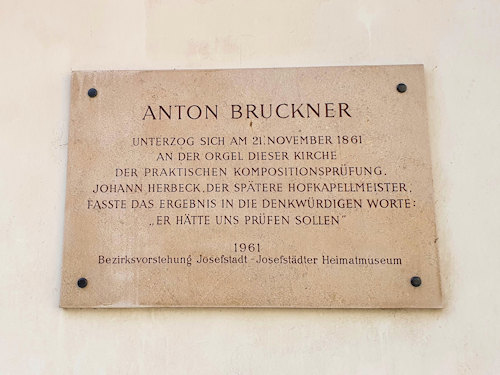 ANTON BRUCKNER
UNTERZOG SICH AM 21. NOVEMBER 1861
AN DER ORGEL DIESER KIRCHE
DER PRAKTISCHEN KOMPOSITIONSPRÜFUNG.
JOHANN HERBECK, DER SPÄTERE HOFKAPELLMEISTER,
FASSTE DAS ERGEBNIS IN DIE DENKWÜRDIGEN WORTE:
„ER HÄTTE UNS PRÜFEN SOLLEN"
1961
Bezirksvorstehung Josefstadt - Josefstädter Heimatmuseum